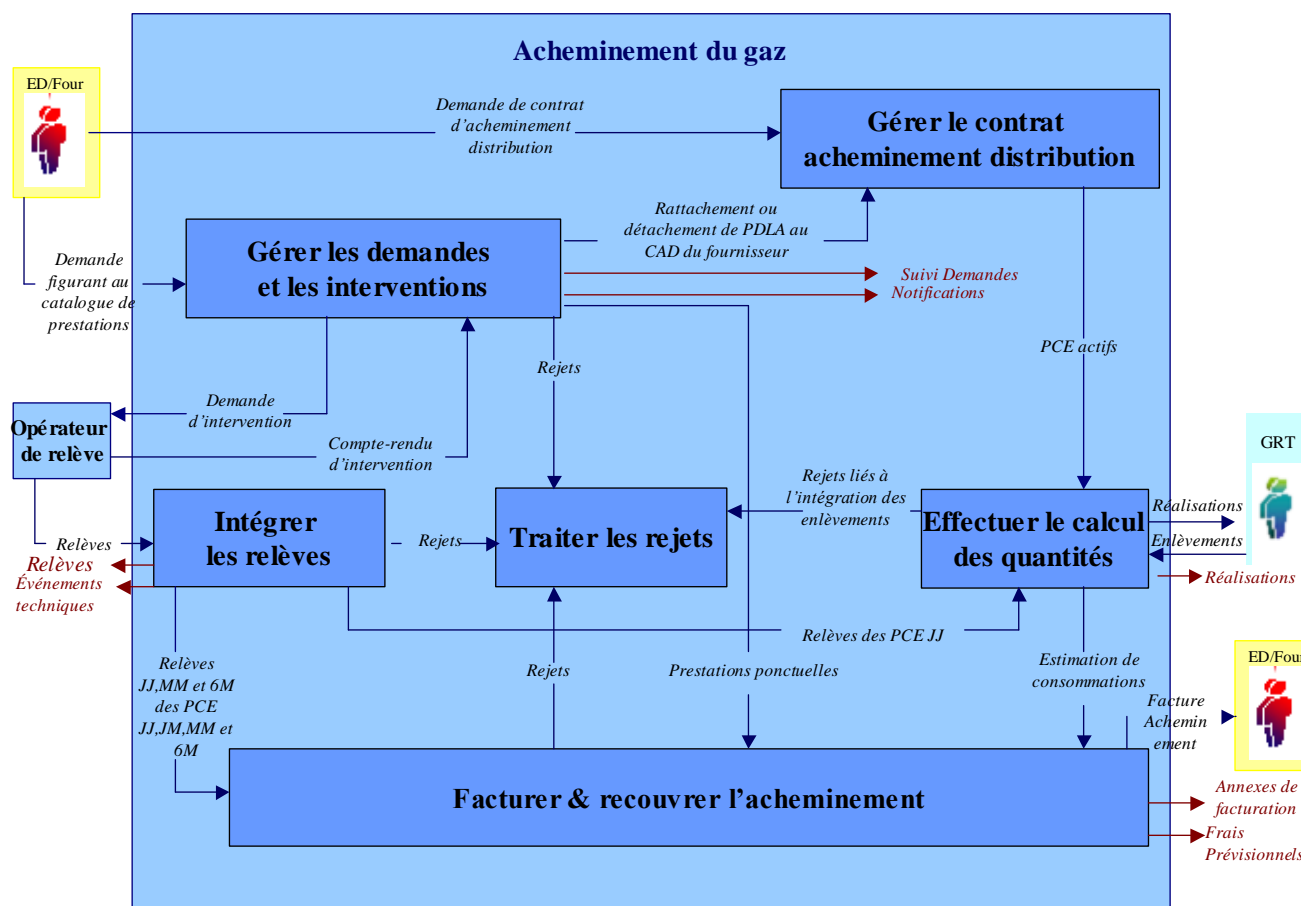 Acheminement du gaz
ED/Four
Demande de contrat
d'acheminement
distribution
Gérer le contrat
acheminement distribution
Rattachement ou
détachement de PDLA au
CAD du fournisseur
Gérer les demandes
et les interventions
Demande
figurant au
catalogue de
prestations
Suivi Demandes
Notifications
PCE actifs
Rejets
Demande
d'intervention
Opérateur
de relève
Compte-rendu
d'intervention
GRT
Rejets liés à
l'intégration des
enlèvements
Intégrer
les relèves
Traiter les rejets
Effectuer le calcul
des quantités
Réalisations
Enlèvements
Relèves
Rejets
Relèves
Événements
techniques
Réalisations
Relèves des PCE JJ
Relèves
JJ,MM et 6M
des PCE
JJ,JM,MM et
6M
Rejets
Prestations ponctuelles
Estimation de
consommations
ED/Four
Facture
Achemin
ement
Facturer & recouvrer l'acheminement
Annexes de
facturation
Frais
Prévisionnels